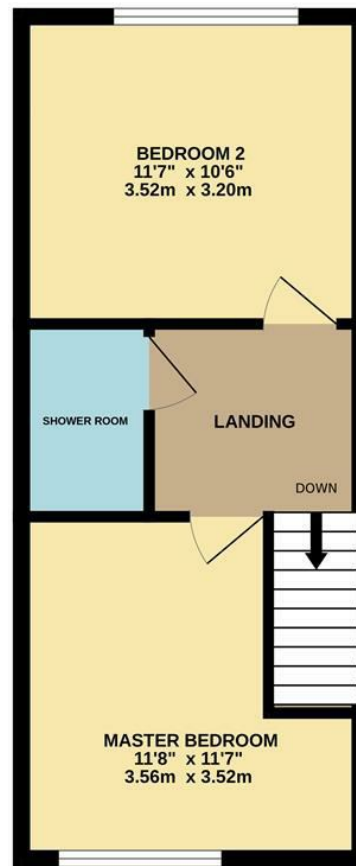 BEDROOM 2
11'7" x 10'6"
3.52m x 3.20m
SHOWER ROOM
LANDING
DOWN
MASTER BEDROOM
11'8" x 11'7"
3.56m x 3.52m